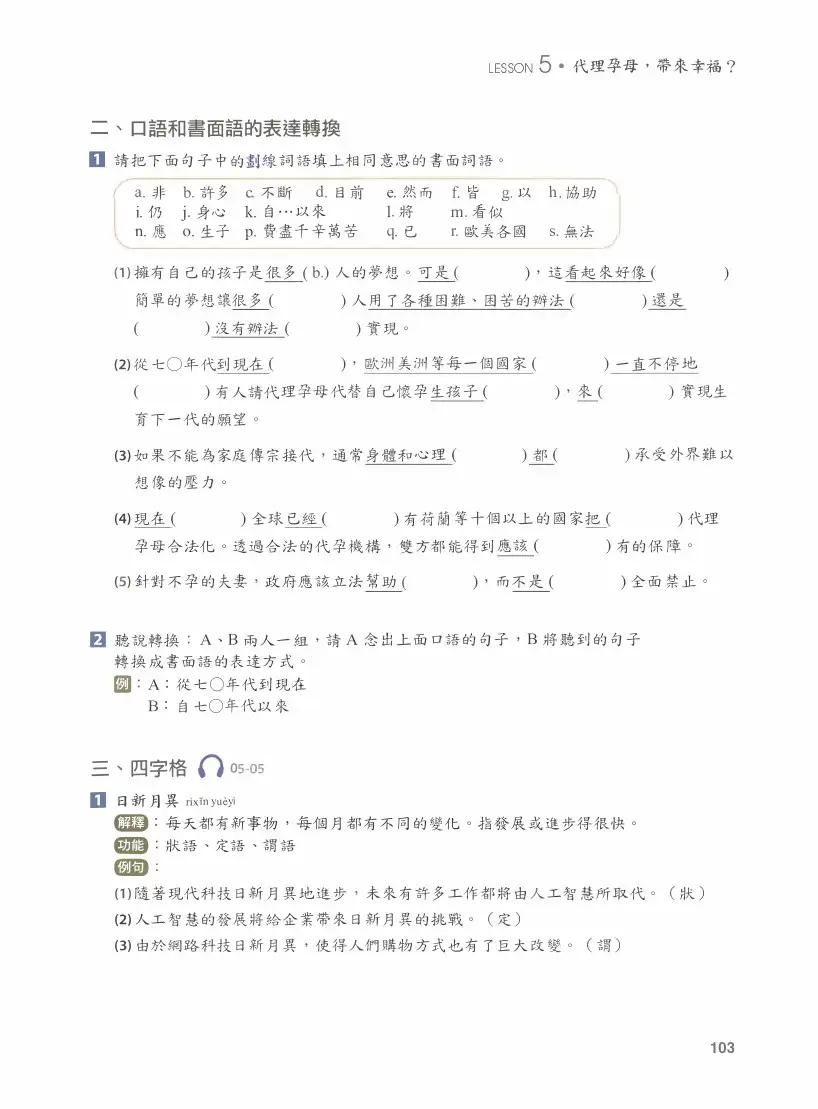 LESSON 5 • 代理孕母，帶來幸福？
二、口語和書面語的表達轉換
1 請把下面句子中的劃線詞語填上相同意思的書面詞語。
a. 非 b. 許多 c. 不斷 d. 目前 e. 然而 f. 皆 g. 以 h. 協助
i. 仍 j. 身心 k. 自⋯以來 l. 將 m. 看似
n. 應 o. 生子 p. 費盡千辛萬苦 q. 已 r. 歐美各國 s. 無法
(1) 擁有自己的孩子是很多 ( b.) 人的夢想。可是 ( )，這看起來好像 ( )
簡單的夢想讓很多 ( ) 人用了各種困難、困苦的辦法 ( ) 還是
( ) 沒有辦法 ( ) 實現。
(2) 從七〇年代到現在 ( )，歐洲美洲等每一個國家 ( ) 一直不停地
( ) 有人請代理孕母代替自己懷孕生孩子 ( )，來 ( ) 實現生
育下一代的願望。
(3) 如果不能為家庭傳宗接代，通常身體和心理 ( ) 都 ( ) 承受外界難以
想像的壓力。
(4) 現在 ( ) 全球已經 ( ) 有荷蘭等十個以上的國家把 ( ) 代理
孕母合法化。透過合法的代孕機構，雙方都能得到應該 ( ) 有的保障。
(5) 針對不孕的夫妻，政府應該立法幫助 ( )，而不是 ( ) 全面禁止。
2 聽說轉換：A、B 兩人一組，請 A 念出上面口語的句子，B 將聽到的句子
轉換成書面語的表達方式。
例：A：從七〇年代到現在
B：自七〇年代以來
三、四字格 05-05
1 日新月異 rìxīn yuèyì
解釋：每天都有新事物，每個月都有不同的變化。指發展或進步得很快。
功能：狀語、定語、謂語
例句：
(1) 隨著現代科技日新月異地進步，未來有許多工作都將由人工智慧所取代。（狀）
(2) 人工智慧的發展將給企業帶來日新月異的挑戰。（定）
(3) 由於網路科技日新月異，使得人們購物方式也有了巨大改變。（謂）
103